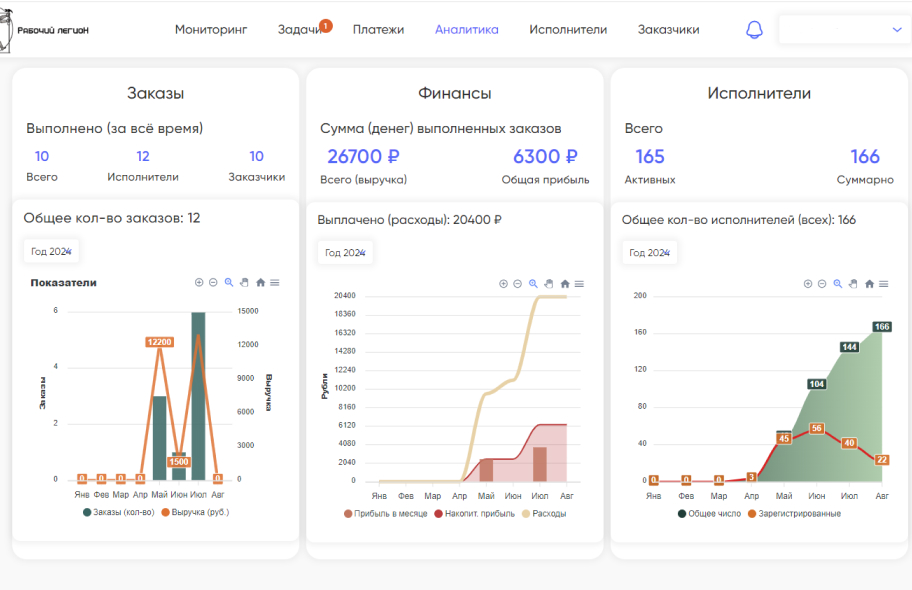 Рабочий легион
Мониторинг
Задачи
1
Платежи
Аналитика
Исполнители
Заказчики
Заказы
Выполнено (за всё время)
10 12 10
Всего Исполнители Заказчики
Общее кол-во заказов: 12
Год 2024
Показатели
6
4
2
0
Заказы
15000
12000
9000
6000
3000
0
Выручка
0 0 0 0 12200 1500 0
Янв Фев Мар Апр Май Июн Июл Авг
Заказы (кол-во) Выручка (руб.)
Финансы
Сумма (денег) выполненных заказов
26700 ₽ 6300 ₽
Всего (выручка) Общая прибыль
Выплачено (расходы): 20400 ₽
Год 2024
20400
18360
16320
14280
12240
10200
8160
6120
4080
2040
0
Рубли
Янв Фев Мар Апр Май Июн Июл Авг
Прибыль в месяце Накопит. прибыль Расходы
Исполнители
Всего
165 166
Активных Суммарно
Общее кол-во исполнителей (всех): 166
Год 2024
200
160
120
80
40
0
166
144
104
0 0 0 3 45 56 40 22
Янв Фев Мар Апр Май Июн Июл Авг
Общее число Зарегистрированные